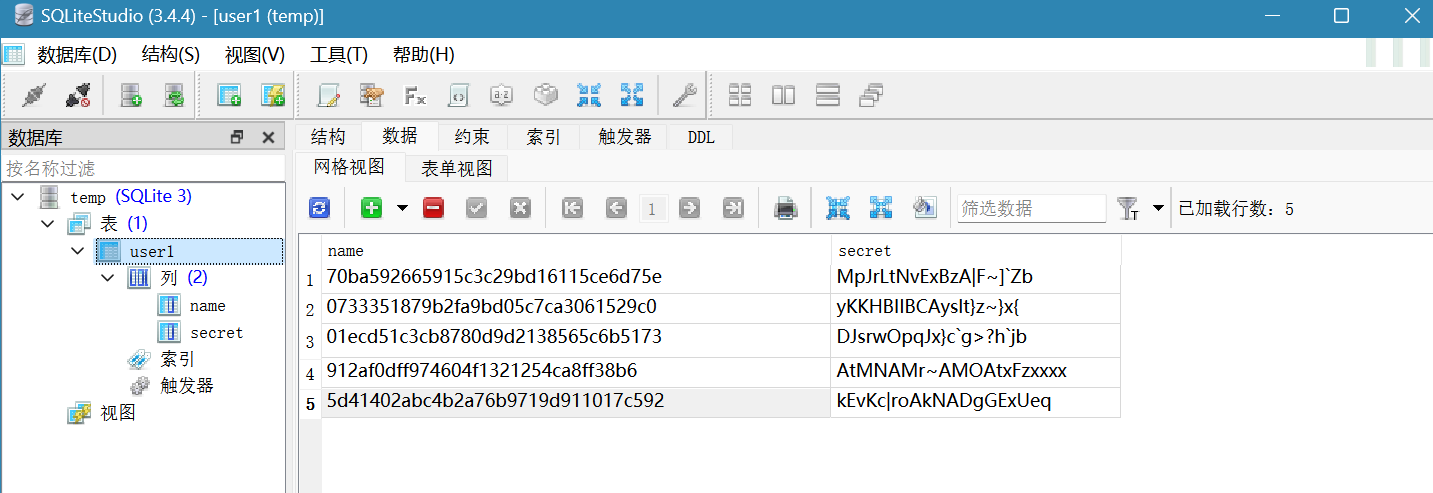 SQLiteStudio (3.4.4) - [user1 (temp)]
数据库(D) 结构(S) 视图(V) 工具(T) 帮助(H)
数据库
按名称过滤
temp (SQLite 3)
表 (1)
user1
列 (2)
name
secret
索引
触发器
视图
结构 数据 约束 索引 触发器 DDL
网格视图 表单视图
1 筛选数据 已加载行数: 5
name secret
1 70ba592665915c3c29bd16115ce6d75e MpJrLtNvExBzA|F~]`Zb
2 0733351879b2fa9bd05c7ca3061529c0 yKKHBIIBCAyslt}z~}x{
3 01ecd51c3cb8780d9d2138565c6b5173 DJsrwOpqJx}c`g>?h`jb
4 912af0dff974604f1321254ca8ff38b6 AtMNAMr~AMOAtxFzxxxx
5 5d41402abc4b2a76b9719d911017c592 kEvKc|roAkNADgGExUeq